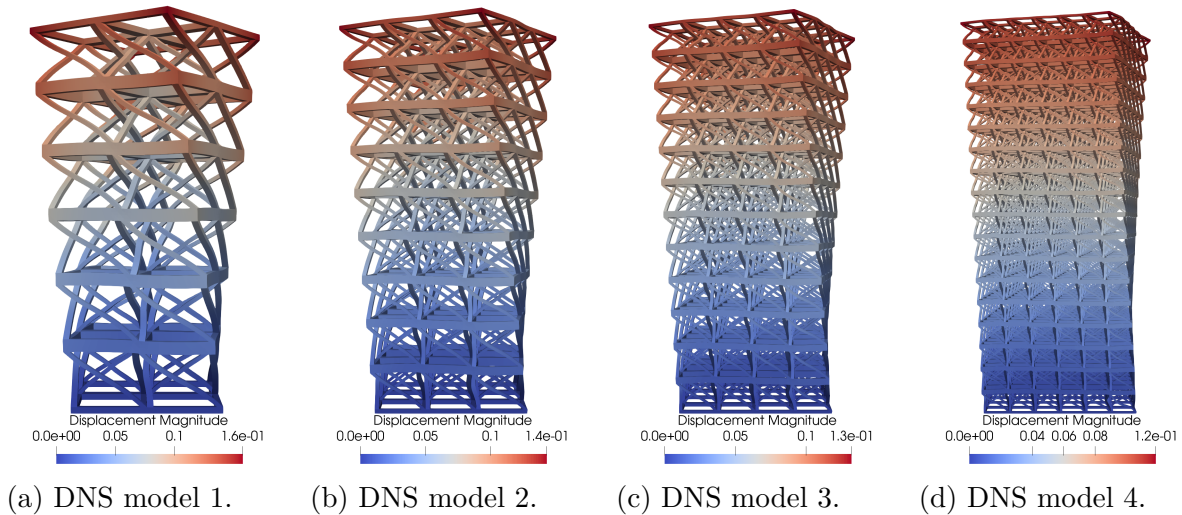 Displacement Magnitude
0.0e+00 0.05 0.1 1.6e-01
(a) DNS model 1.
Displacement Magnitude
0.0e+00 0.05 0.1 1.4e-01
(b) DNS model 2.
Displacement Magnitude
0.0e+00 0.05 0.1 1.3e-01
(c) DNS model 3.
Displacement Magnitude
0.0e+00 0.04 0.06 0.08 1.2e-01
(d) DNS model 4.